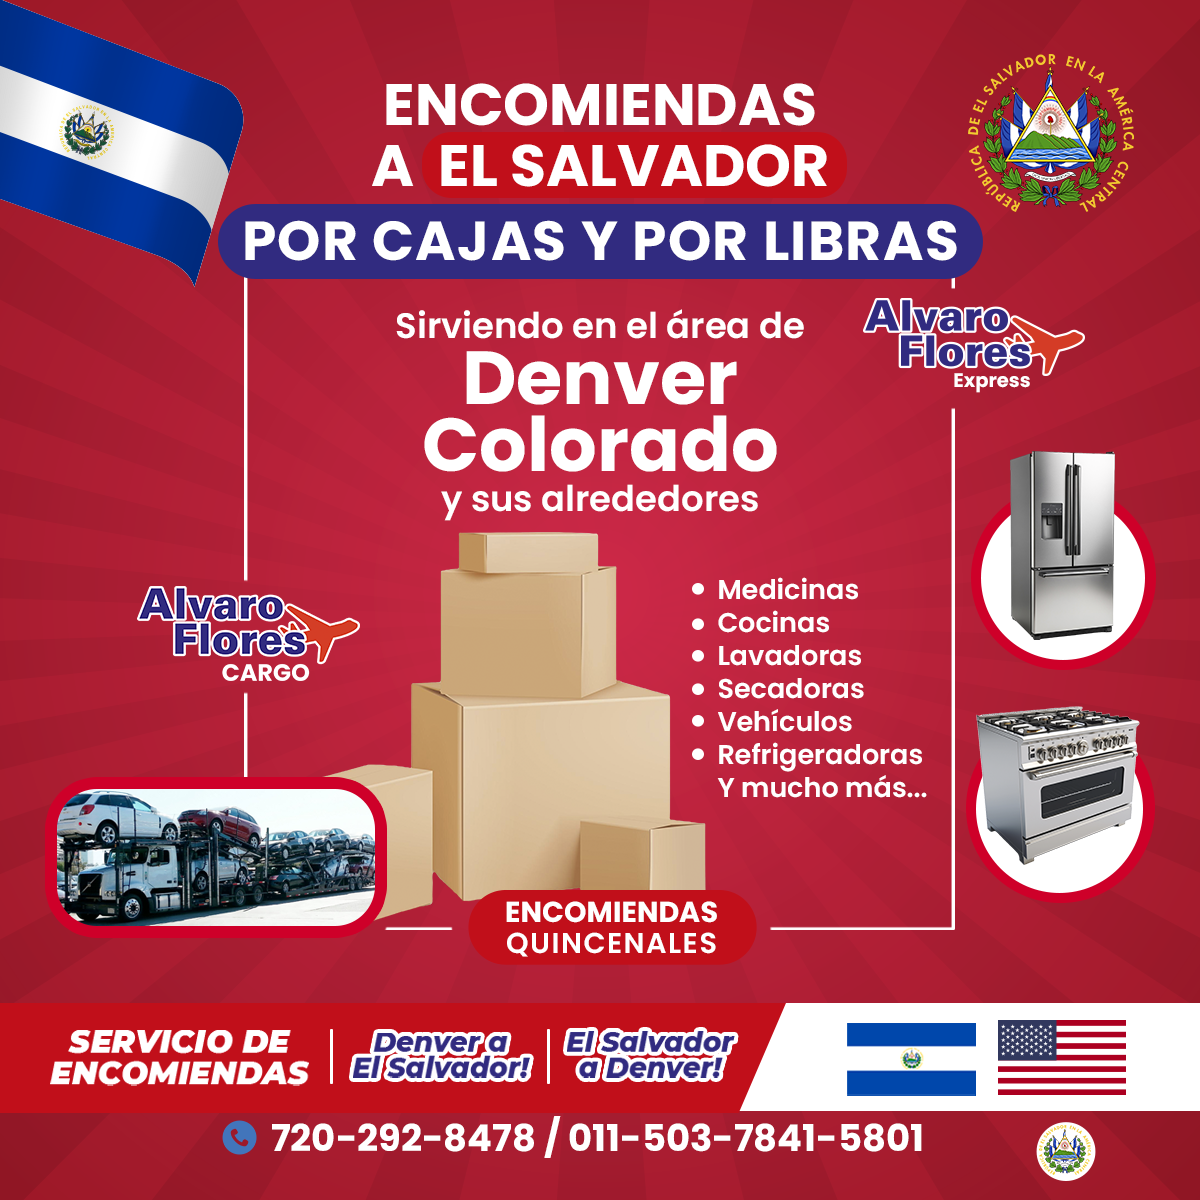 ENCOMIENDAS
A EL SALVADOR
POR CAJAS Y POR LIBRAS
REPÚBLICA DE EL SALVADOR EN LA AMÉRICA CENTRAL
Sirviendo en el área de
Denver
Colorado
y sus alrededores
Alvaro
Flores
Express
Alvaro
Flores
CARGO
• Medicinas
• Cocinas
• Lavadoras
• Secadoras
• Vehículos
• Refrigeradoras
Y mucho más...
ENCOMIENDAS
QUINCENALES
SERVICIO DE
ENCOMIENDAS
Denver a
El Salvador!
El Salvador
a Denver!
720-292-8478 / 011-503-7841-5801